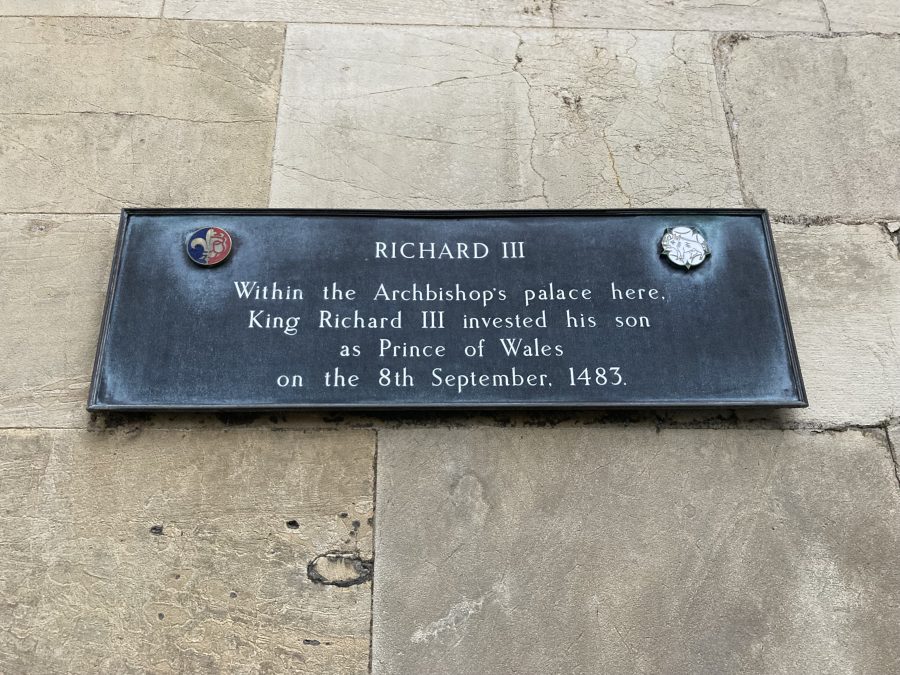 RICHARD III
Within the Archbishop's palace here,
King Richard III invested his son
as Prince of Wales
on the 8th September, 1483.